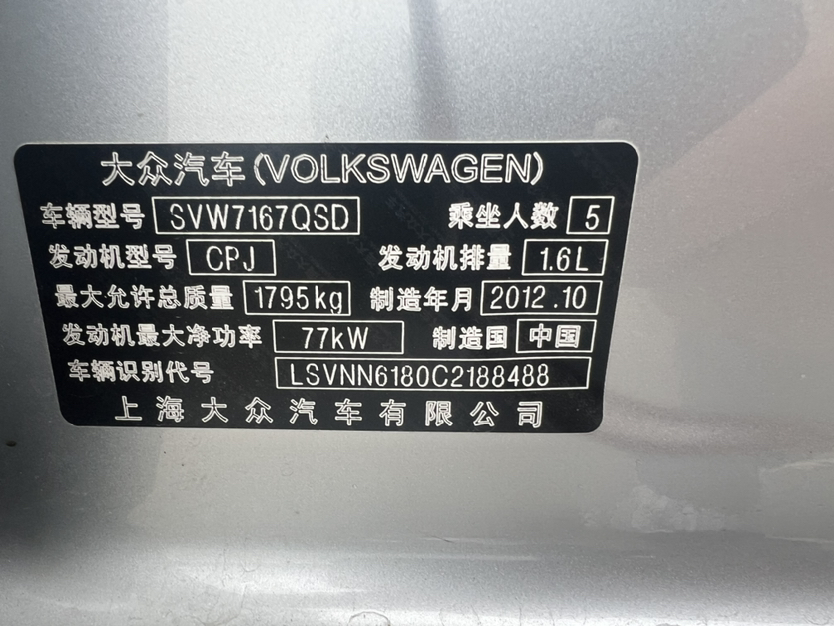 大众汽车(VOLKSWAGEN)
车辆型号 SVW7167QSD 乘坐人数 5
发动机型号 CPJ 发动机排量 1.6L
最大允许总质量 1795kg 制造年月 2012.10
发动机最大净功率 77kW 制造国 中国
车辆识别代号 LSVNN6180C2188488
上海大众汽车有限公司